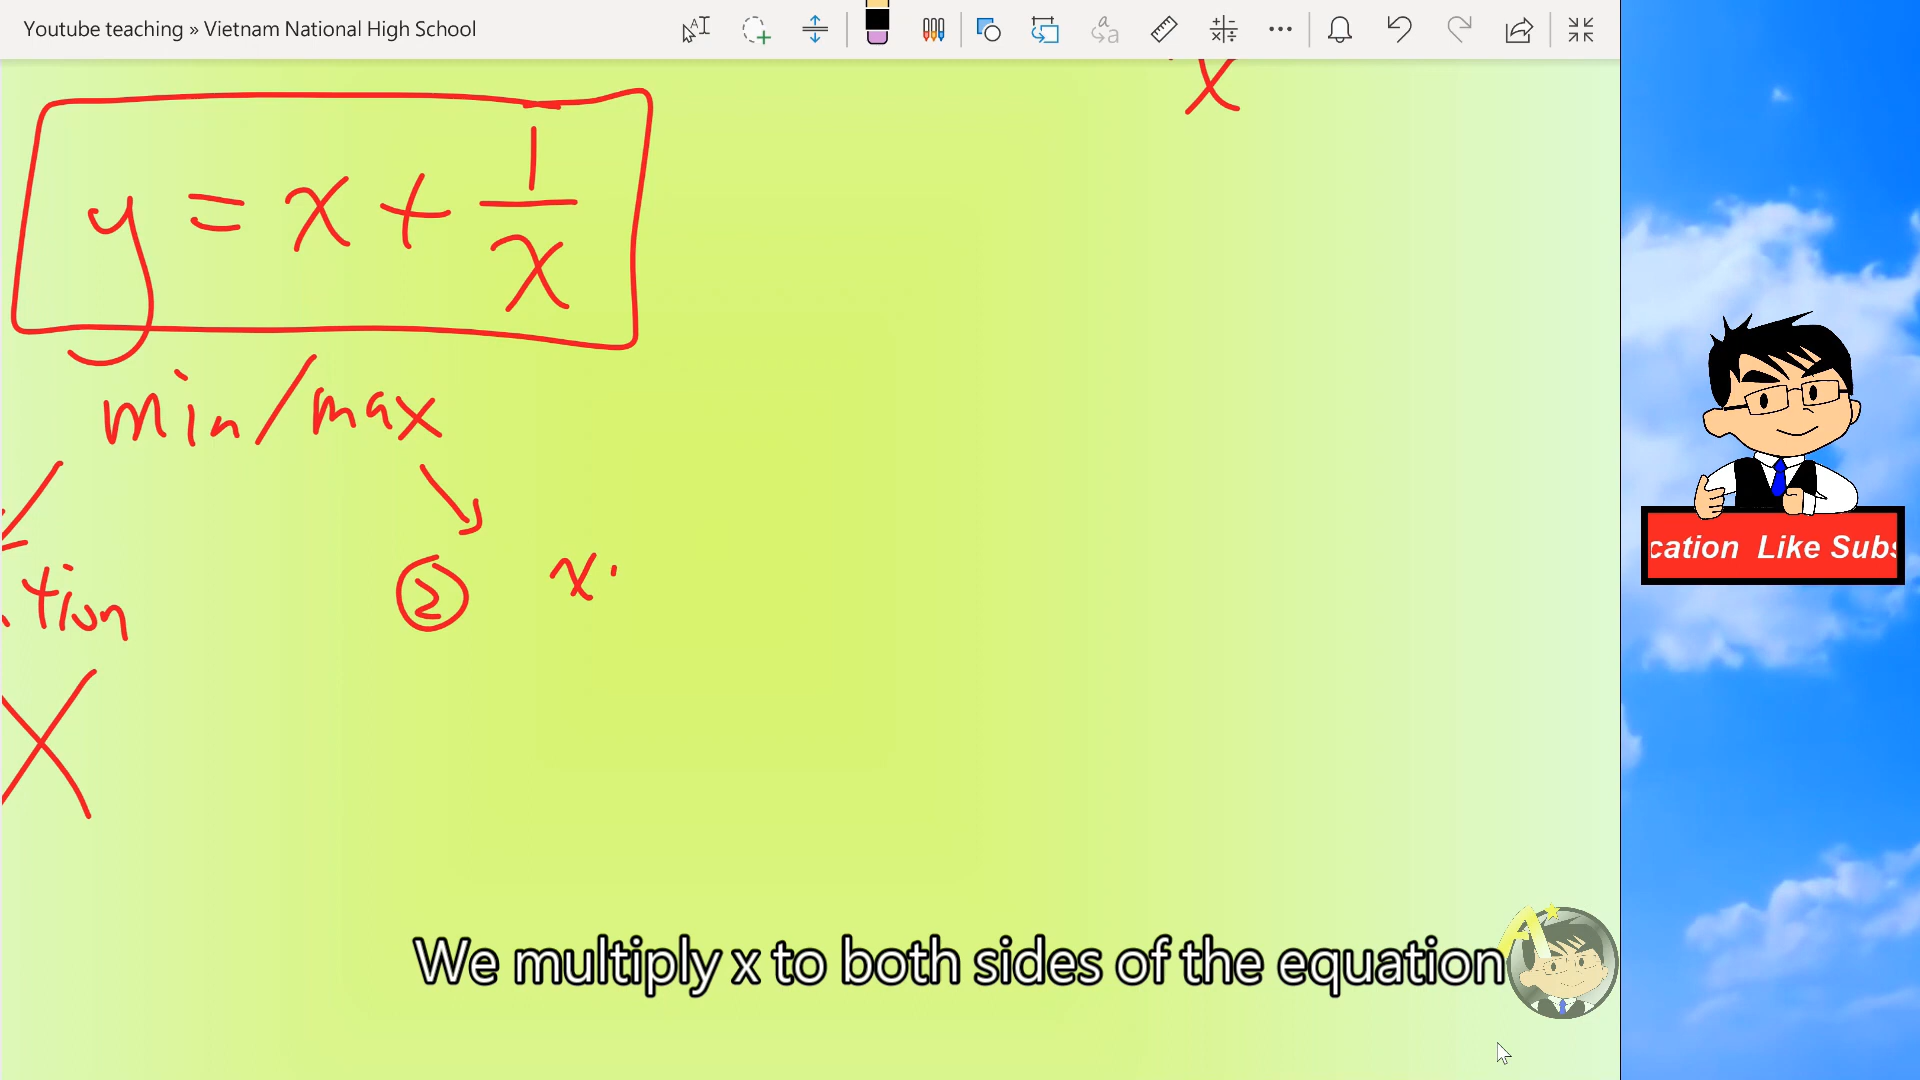 Youtube teaching » Vietnam National High School
x
y = x + 1/x
min/max
tion
② x·
X
cation Like Subs
We multiply x to both sides of the equation
A